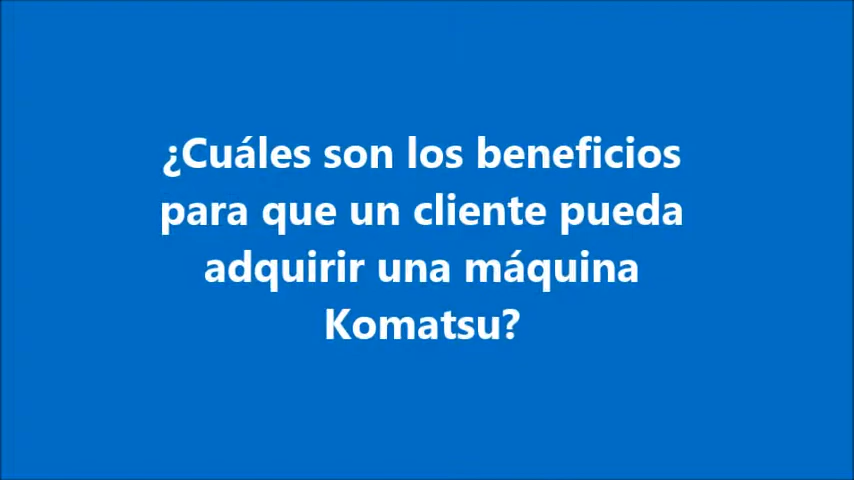 ¿Cuáles son los beneficios
para que un cliente pueda
adquirir una máquina
Komatsu?